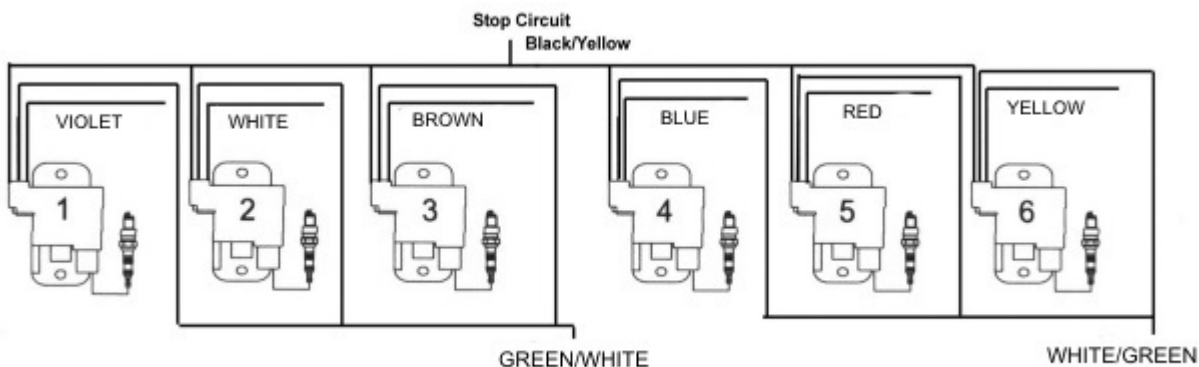 Stop Circuit
Black/Yellow
VIOLET
WHITE
BROWN
BLUE
RED
YELLOW
1
2
3
4
5
6
GREEN/WHITE
WHITE/GREEN